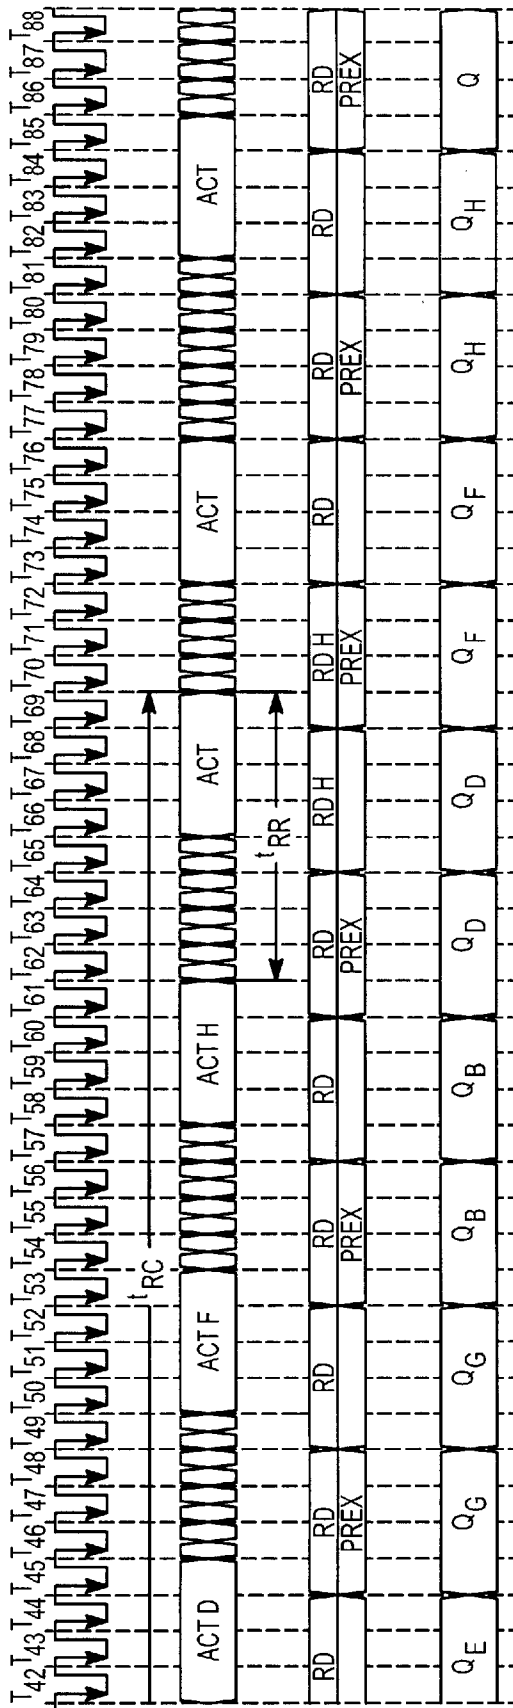 T42 T43 T44 T45 T46 T47 T48 T49 T50 T51 T52 T53 T54 T55 T56 T57 T58 T59 T60 T61 T62 T63 T64 T65 T66 T67 T68 T69 T70 T71 T72 T73 T74 T75 T76 T77 T78 T79 T80 T81 T82 T83 T84 T85 T86 T87 T88
tRC
ACT D ACT F ACT H ACT ACT ACT
tRR
RD RD RD RD RD RD RD H RD H RD RD RD RD
PREX PREX PREX PREX PREX PREX
QE QG QG QB QB QD QD QF QF QH QH Q